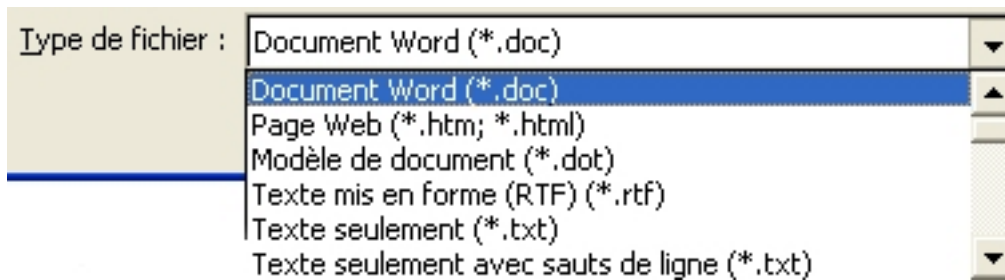 Type de fichier : Document Word (*.doc)
Document Word (*.doc)
Page Web (*.htm; *.html)
Modèle de document (*.dot)
Texte mis en forme (RTF) (*.rtf)
Texte seulement (*.txt)
Texte seulement avec sauts de ligne (*.txt)